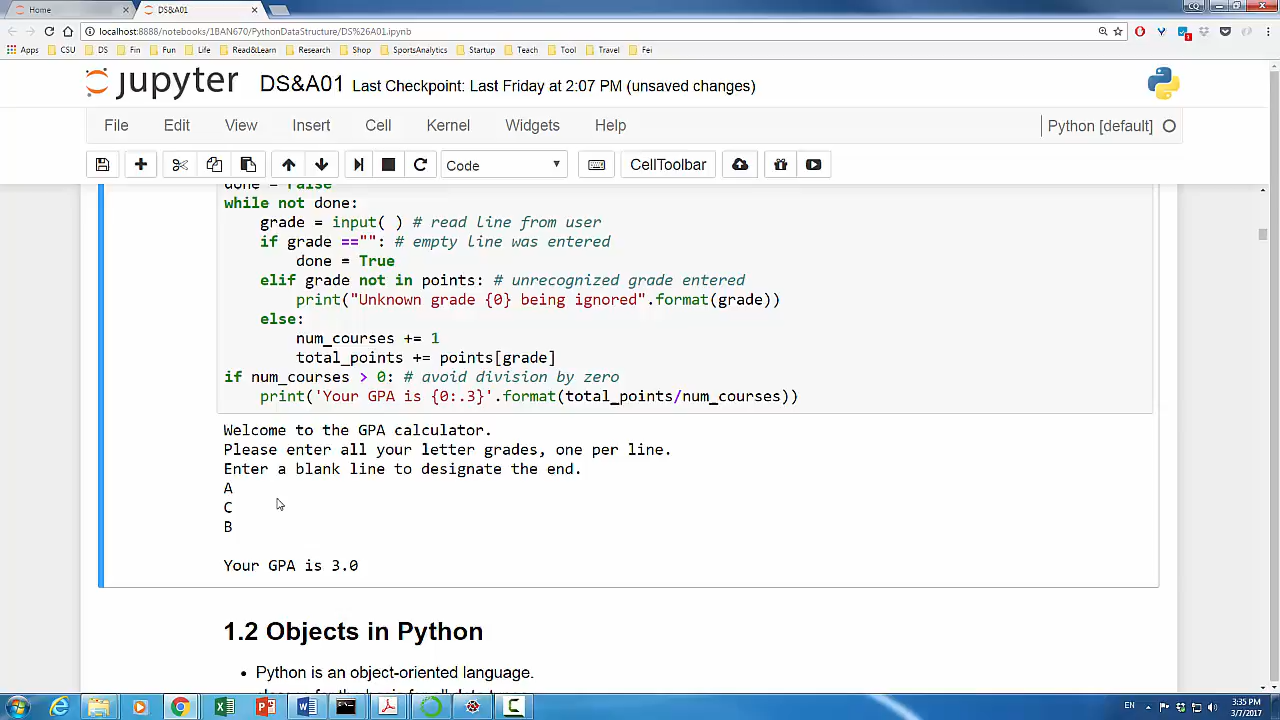 Home
DS&A01
CQ
localhost:8888/notebooks/1BAN670/PythonDataStructure/DS%26A01.ipynb
Apps CSU DS Fin Fun Life Read&Learn Research Shop SportsAnalytics Startup Teach Tool Travel Fei
jupyter DS&A01 Last Checkpoint: Last Friday at 2:07 PM (unsaved changes)
File Edit View Insert Cell Kernel Widgets Help Python [default]
Code CellToolbar
done = False
while not done:
grade = input( ) # read line from user
if grade =="": # empty line was entered
done = True
elif grade not in points: # unrecognized grade entered
print("Unknown grade {0} being ignored".format(grade))
else:
num_courses += 1
total_points += points[grade]
if num_courses > 0: # avoid division by zero
print('Your GPA is {0:.3}'.format(total_points/num_courses))
Welcome to the GPA calculator.
Please enter all your letter grades, one per line.
Enter a blank line to designate the end.
A
C
B
Your GPA is 3.0
1.2 Objects in Python
• Python is an object-oriented language.
EN 3:35 PM
3/7/2017